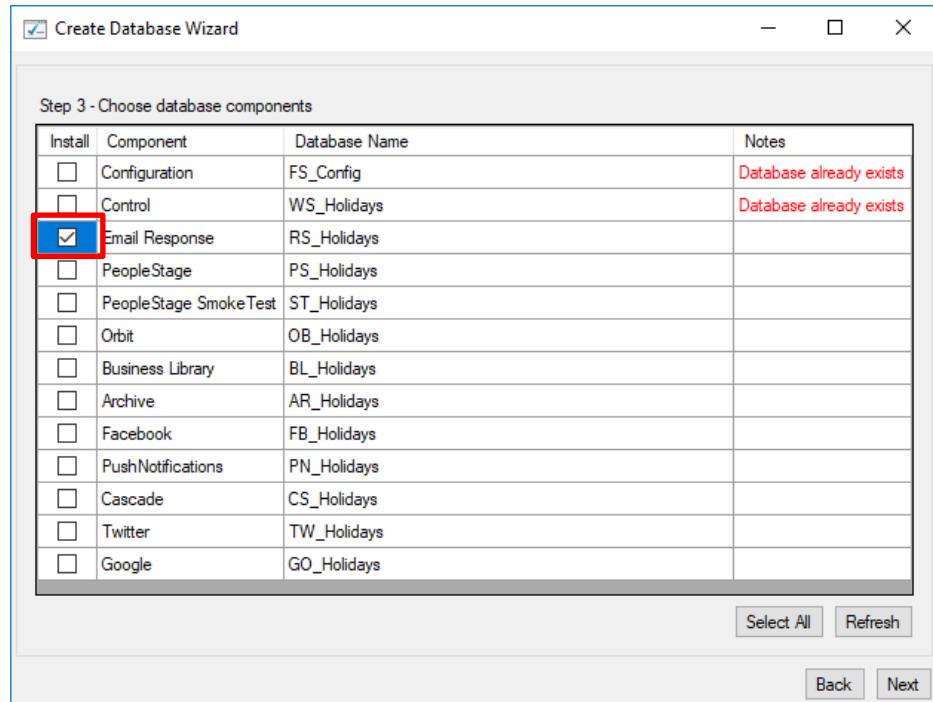 Create Database Wizard
Step 3 - Choose database components
Install Component Database Name Notes
Configuration FS_Config Database already exists
Control WS_Holidays Database already exists
Email Response RS_Holidays
PeopleStage PS_Holidays
PeopleStage SmokeTest ST_Holidays
Orbit OB_Holidays
Business Library BL_Holidays
Archive AR_Holidays
Facebook FB_Holidays
PushNotifications PN_Holidays
Cascade CS_Holidays
Twitter TW_Holidays
Google GO_Holidays
Select All Refresh
Back Next